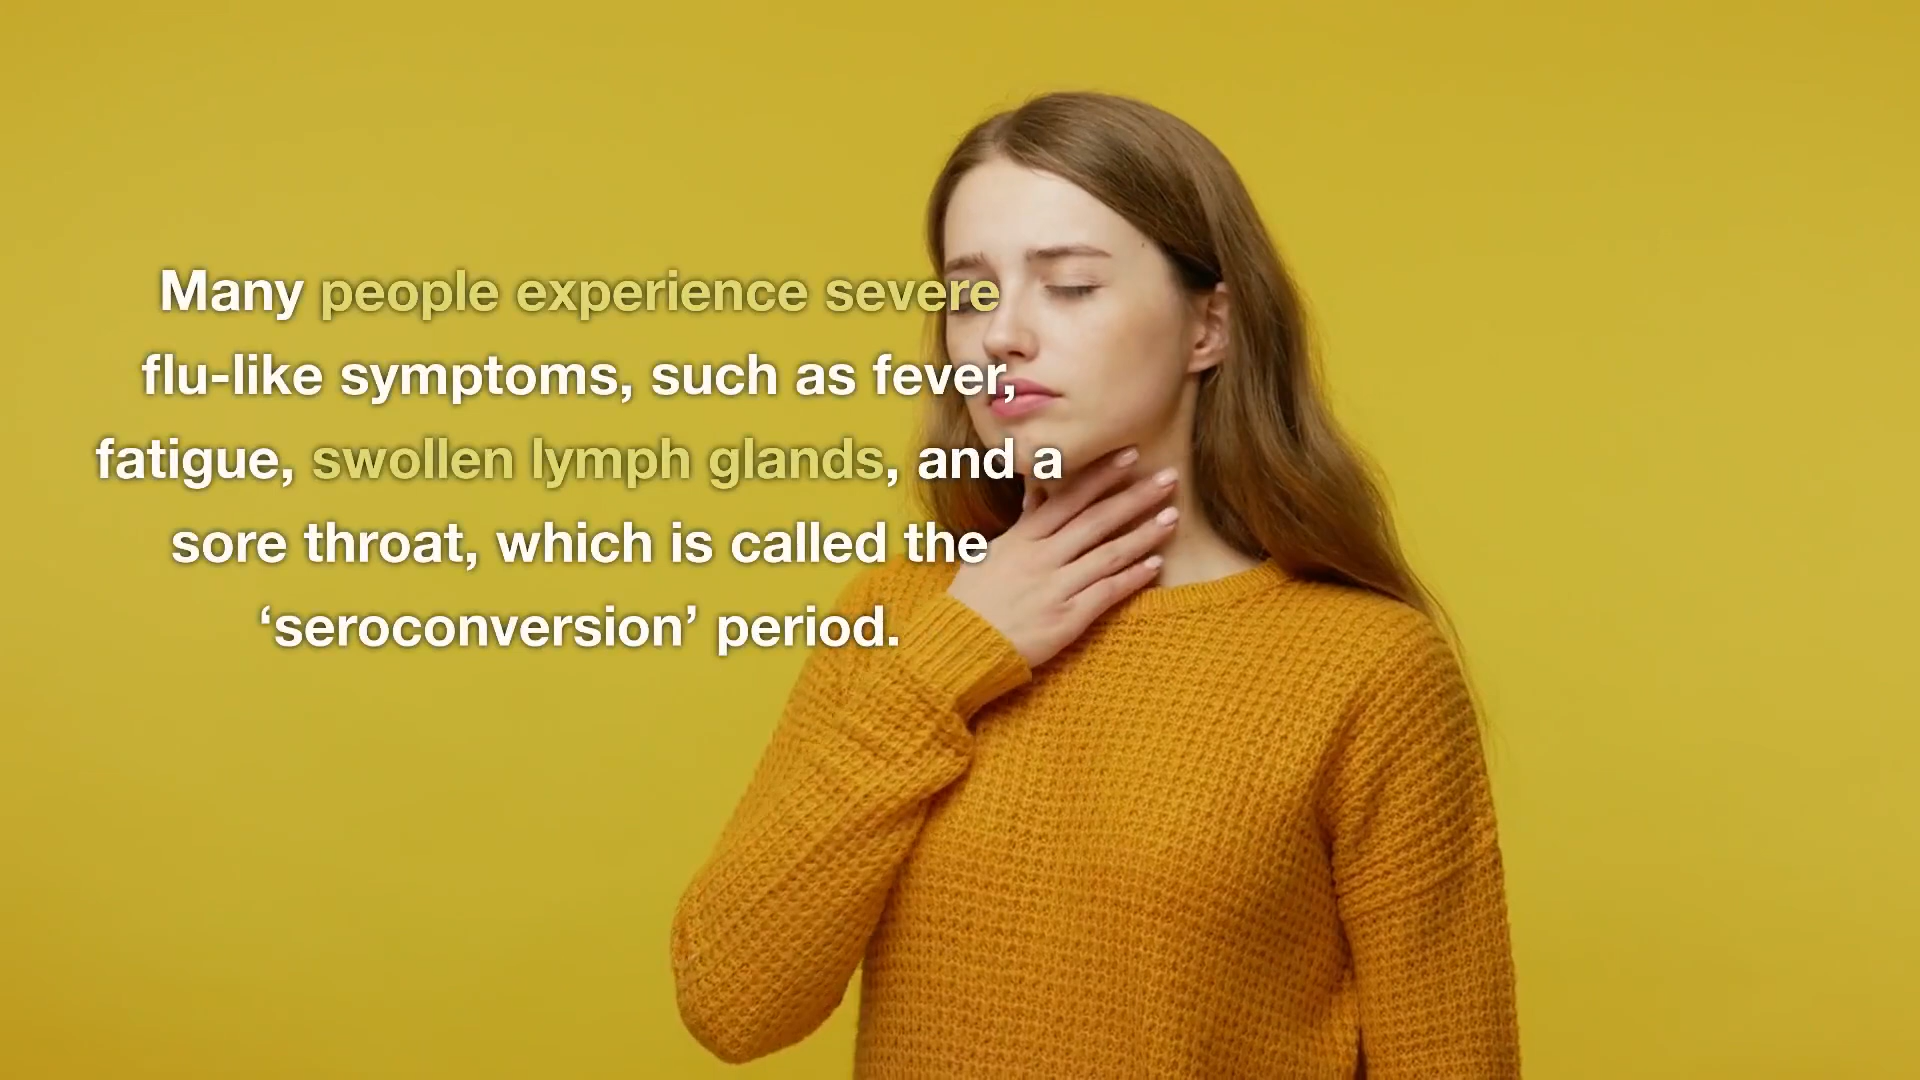 Many people experience severe
flu-like symptoms, such as fever,
fatigue, swollen lymph glands, and a
sore throat, which is called the
‘seroconversion’ period.